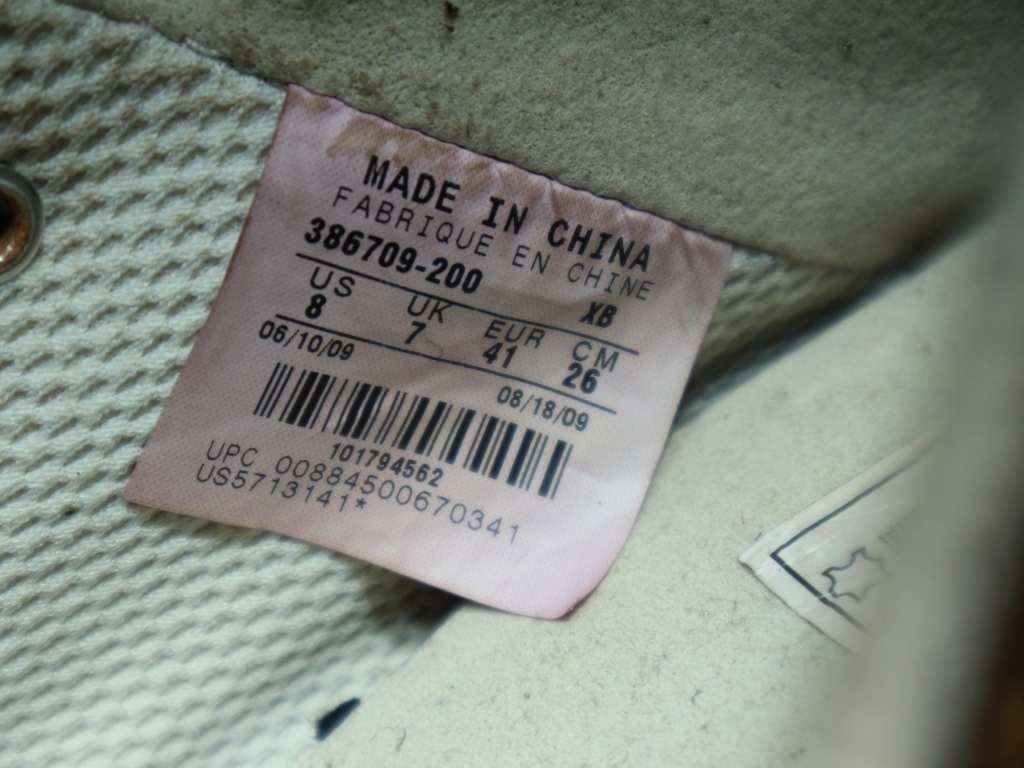 MADE IN CHINA
FABRIQUE EN CHINE
386709-200 XB
US UK EUR CM
8 7 41 26
06/10/09 08/18/09
101794562
UPC 00884500670341
US5713141*